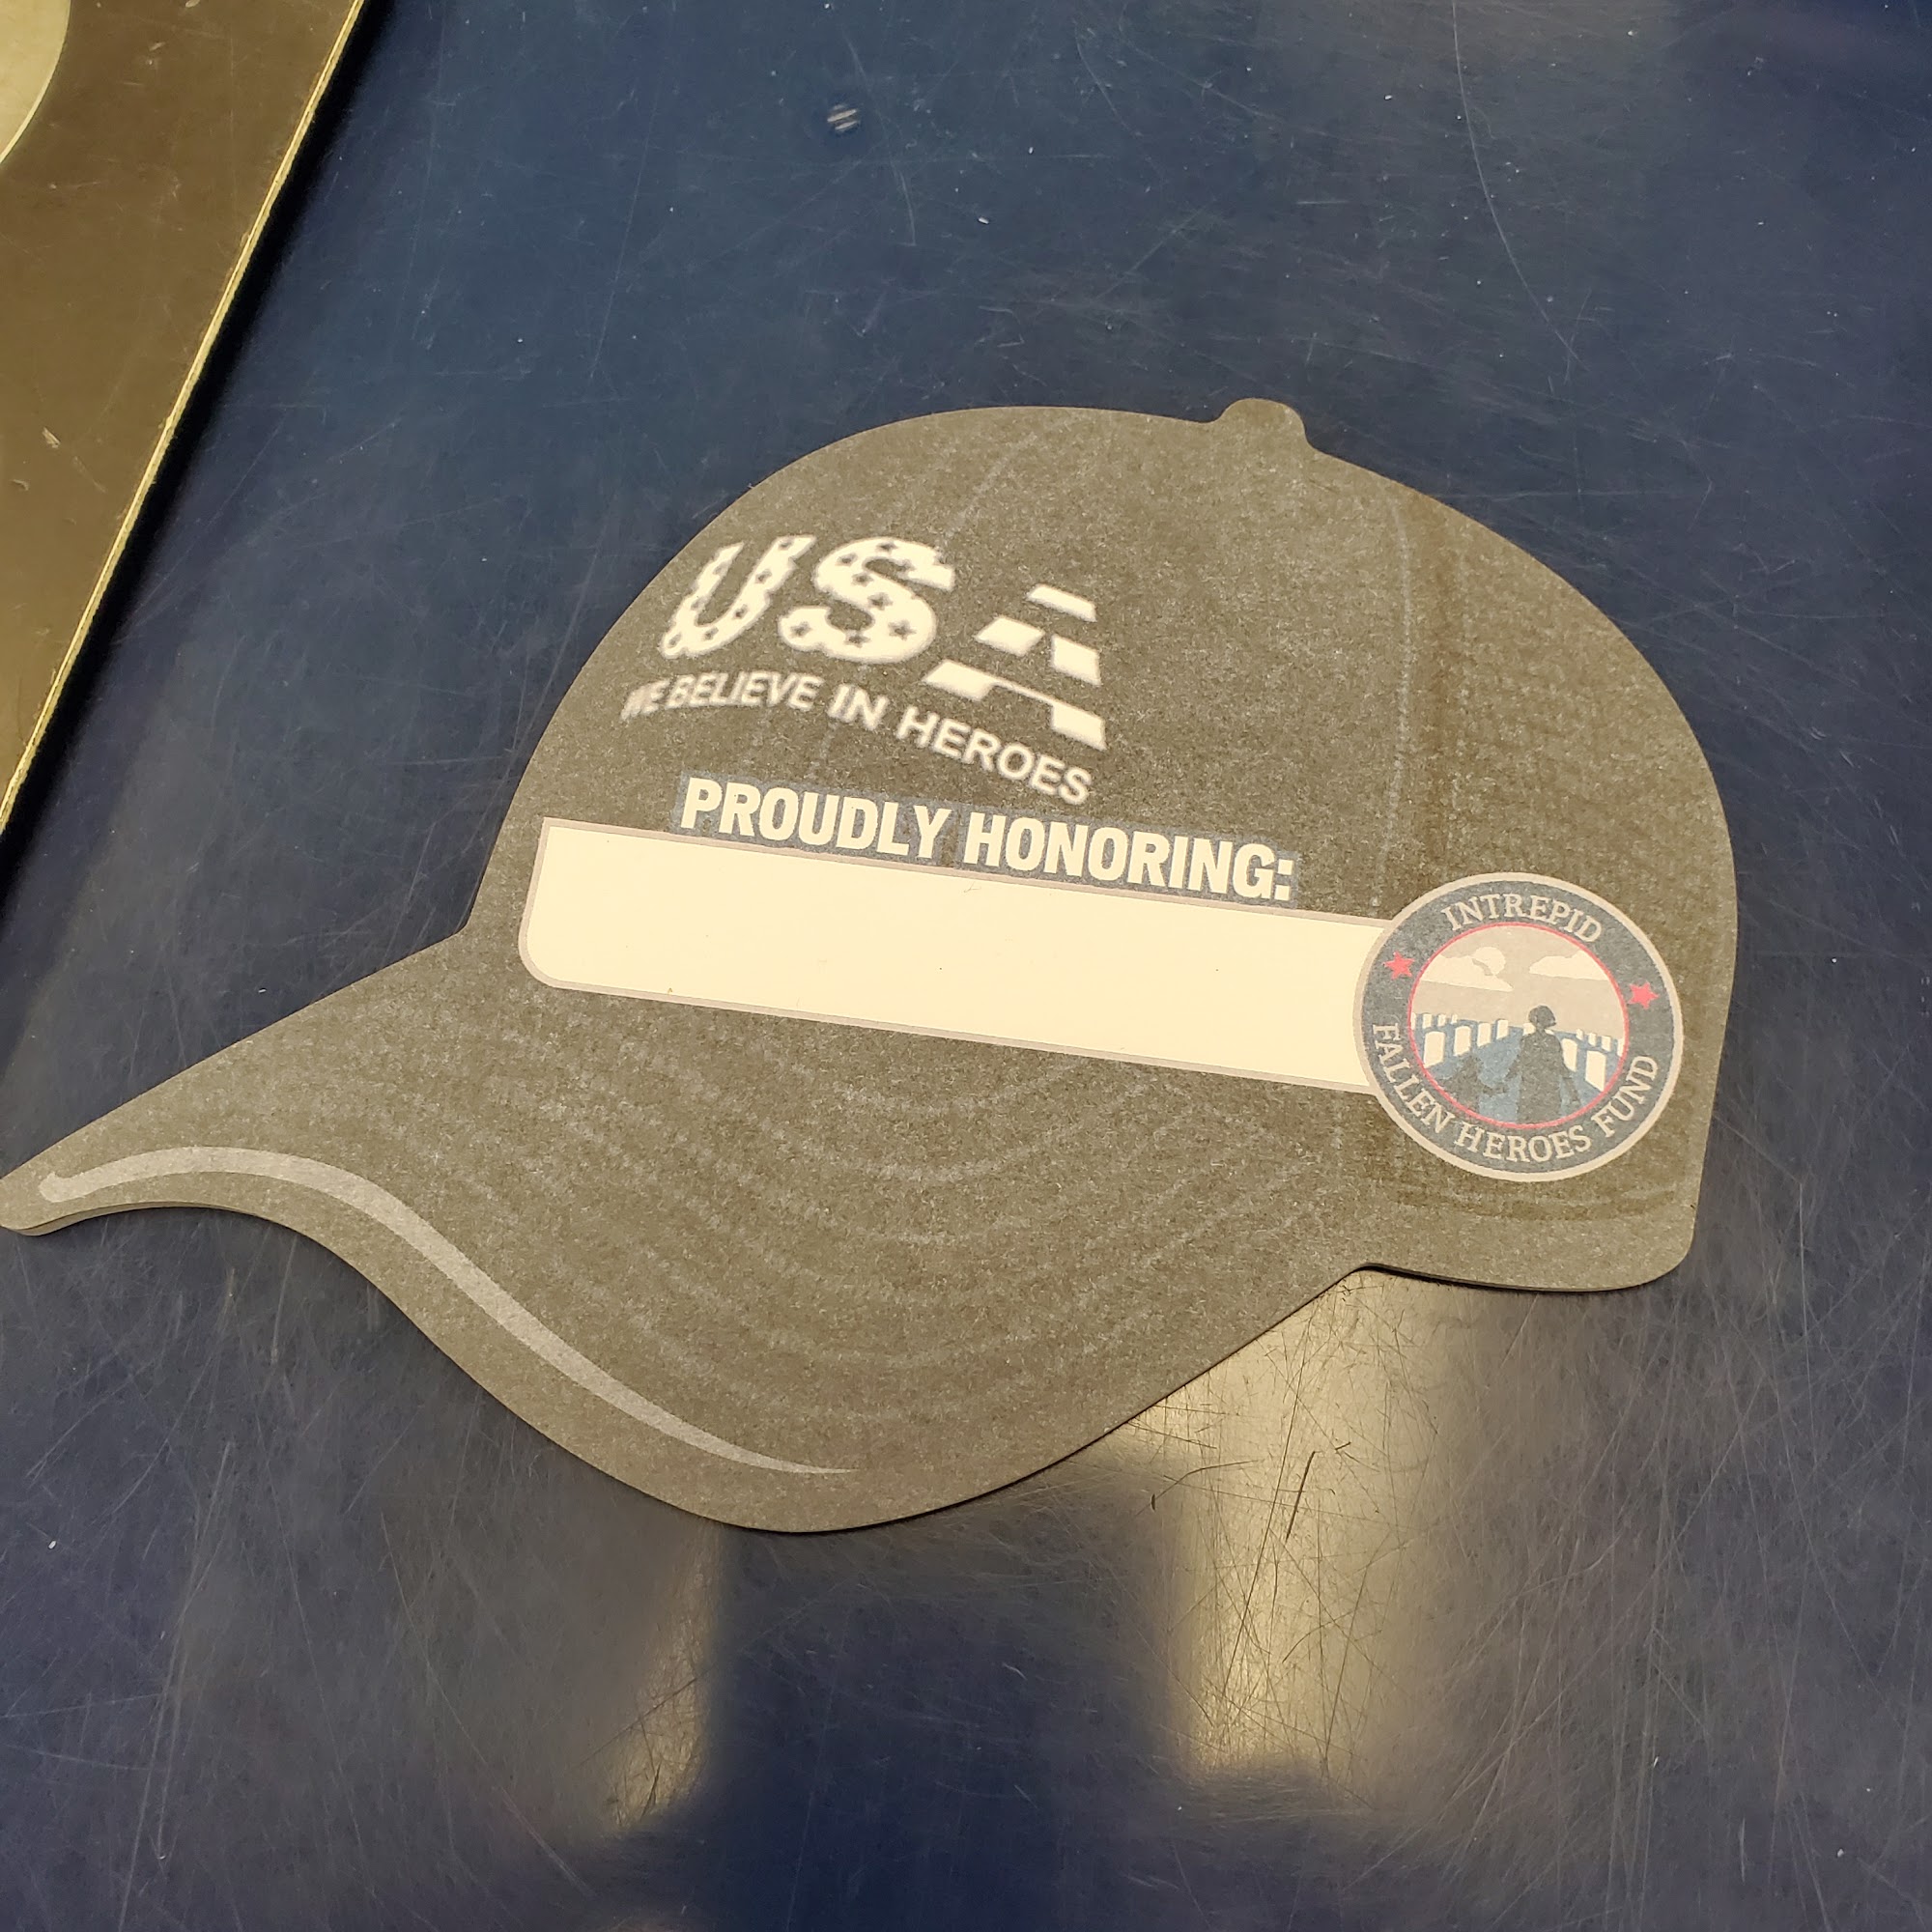 USA
WE BELIEVE IN HEROES
PROUDLY HONORING:
INTREPID
FALLEN HEROES FUND